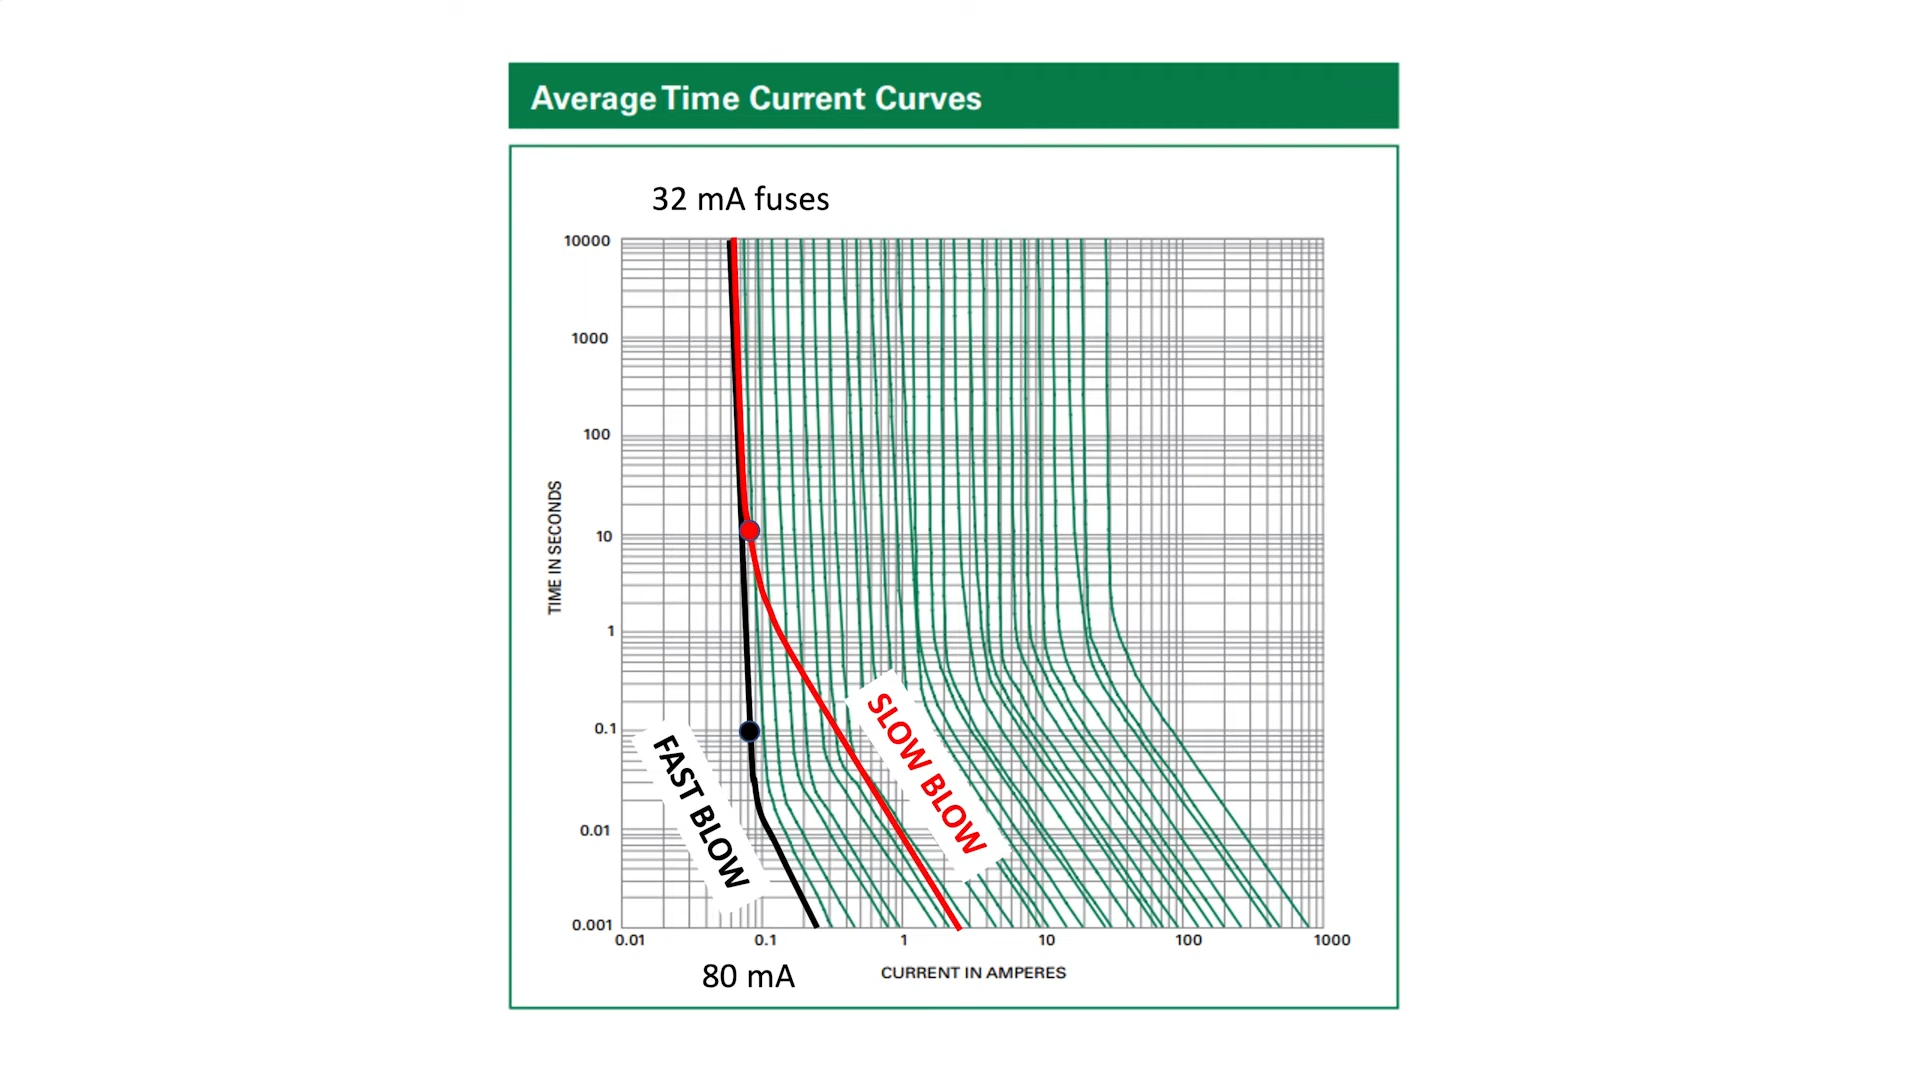 Average Time Current Curves
32 mA fuses
10000
1000
100
10
1
0.1
0.01
0.001
TIME IN SECONDS
FAST BLOW
SLOW BLOW
0.01 0.1 1 10 100 1000
80 mA
CURRENT IN AMPERES